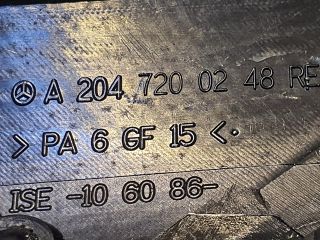 A 204 720 02 48 RE
> PA 6 GF 15 <.
ISE -10 60 86-